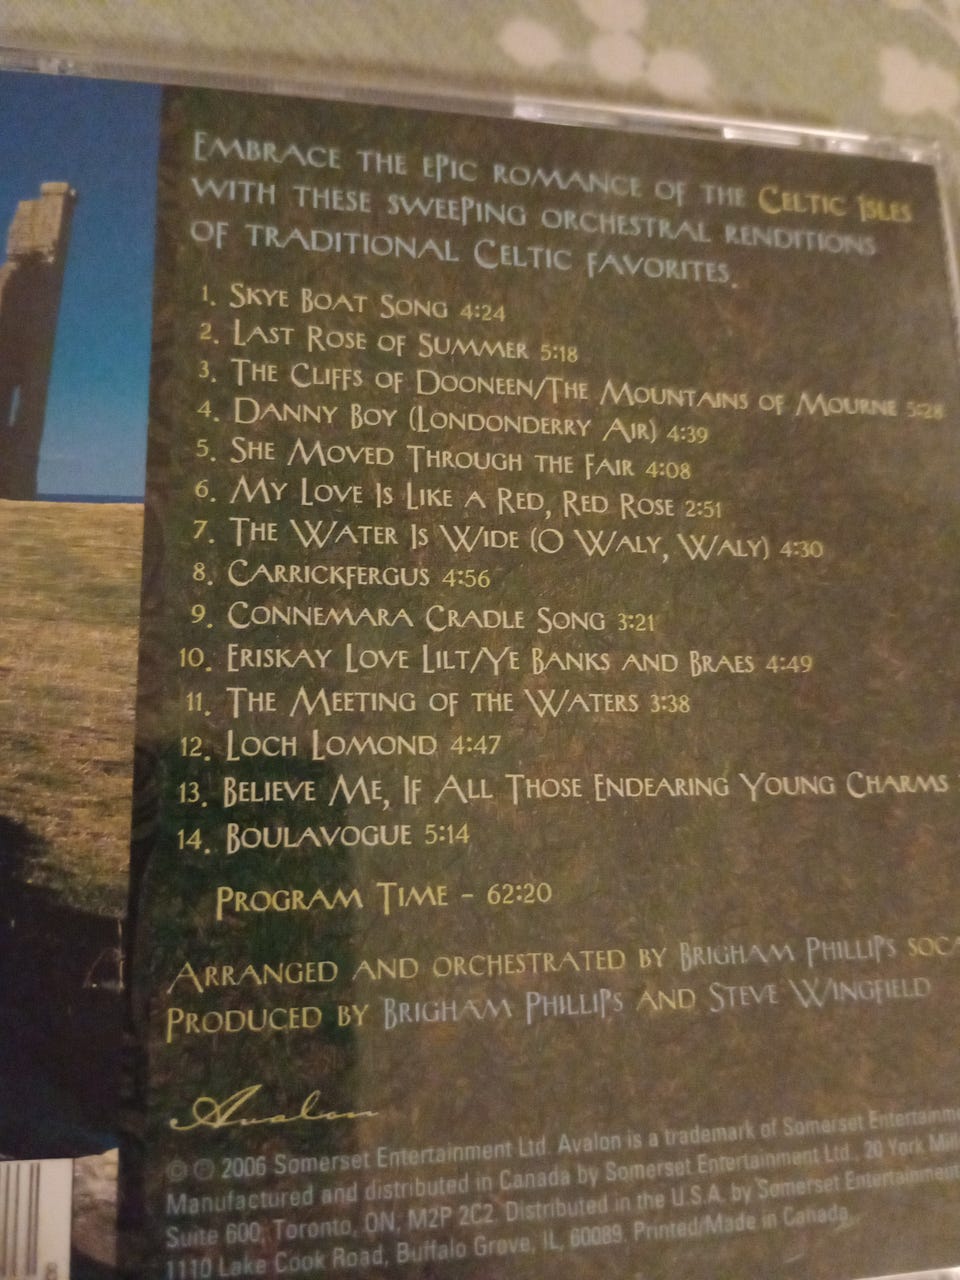 Embrace the epic romance of the Celtic Isles
with these sweeping orchestral renditions
of traditional Celtic favorites.
1. Skye Boat Song 4:24
2. Last Rose of Summer 5:18
3. The Cliffs of Dooneen/The Mountains of Mourne 5:28
4. Danny Boy (Londonderry Air) 4:39
5. She Moved Through the Fair 4:08
6. My Love Is Like a Red, Red Rose 2:51
7. The Water Is Wide (O Waly, Waly) 4:30
8. Carrickfergus 4:56
9. Connemara Cradle Song 3:21
10. Eriskay Love Lilt/Ye Banks and Braes 4:49
11. The Meeting of the Waters 3:38
12. Loch Lomond 4:47
13. Believe Me, If All Those Endearing Young Charms
14. Boulavogue 5:14
Program Time - 62:20
Arranged and orchestrated by Brigham Phillips
Produced by Brigham Phillips and Steve Wingfield
Avalon
© ℗ 2006 Somerset Entertainment Ltd. Avalon is a trademark of Somerset
Manufactured and distributed in Canada by Somerset Entertainment Ltd., 20 York
Suite 600, Toronto, ON, M2P 2C2. Distributed in the U.S.A. by Somerset Entertainment
1110 Lake Cook Road, Buffalo Grove, IL, 60089. Printed/Made in Canada.
8